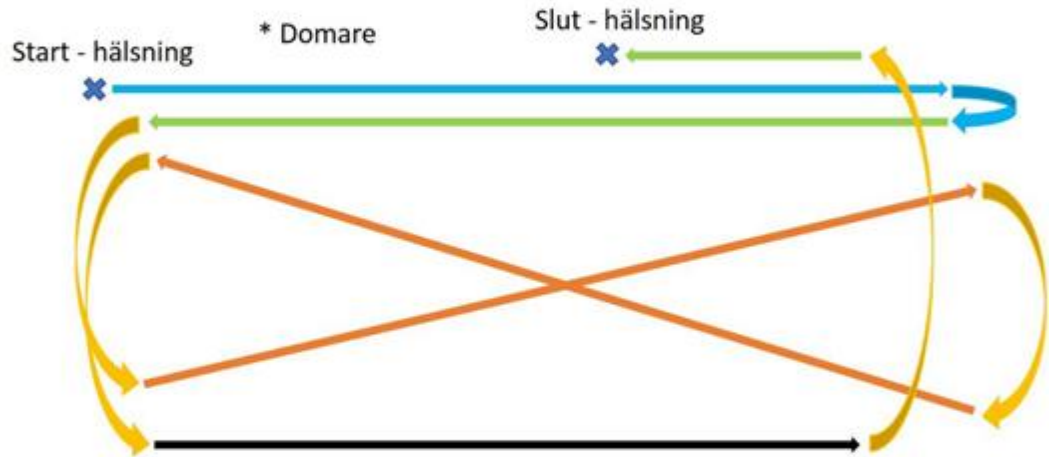 Start - hälsning
* Domare
Slut - hälsning